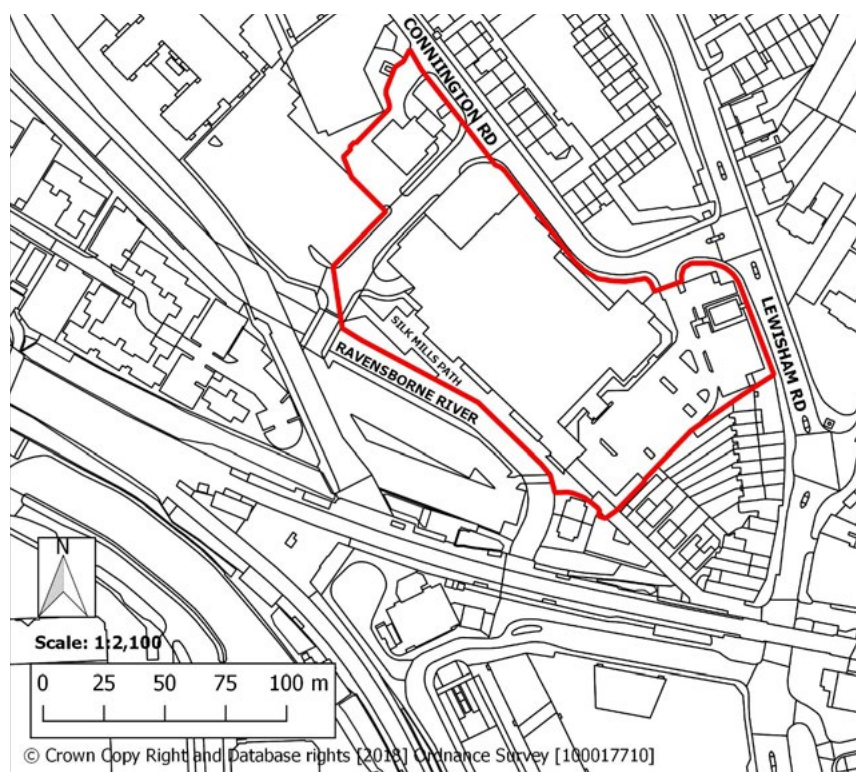 CONNINGTON RD
LEWISHAM RD
SILK MILLS PATH
RAVENSBORNE RIVER
N
Scale: 1:2,100
0 25 50 75 100 m
© Crown Copy Right and Database rights [2018] Ordnance Survey [100017710]